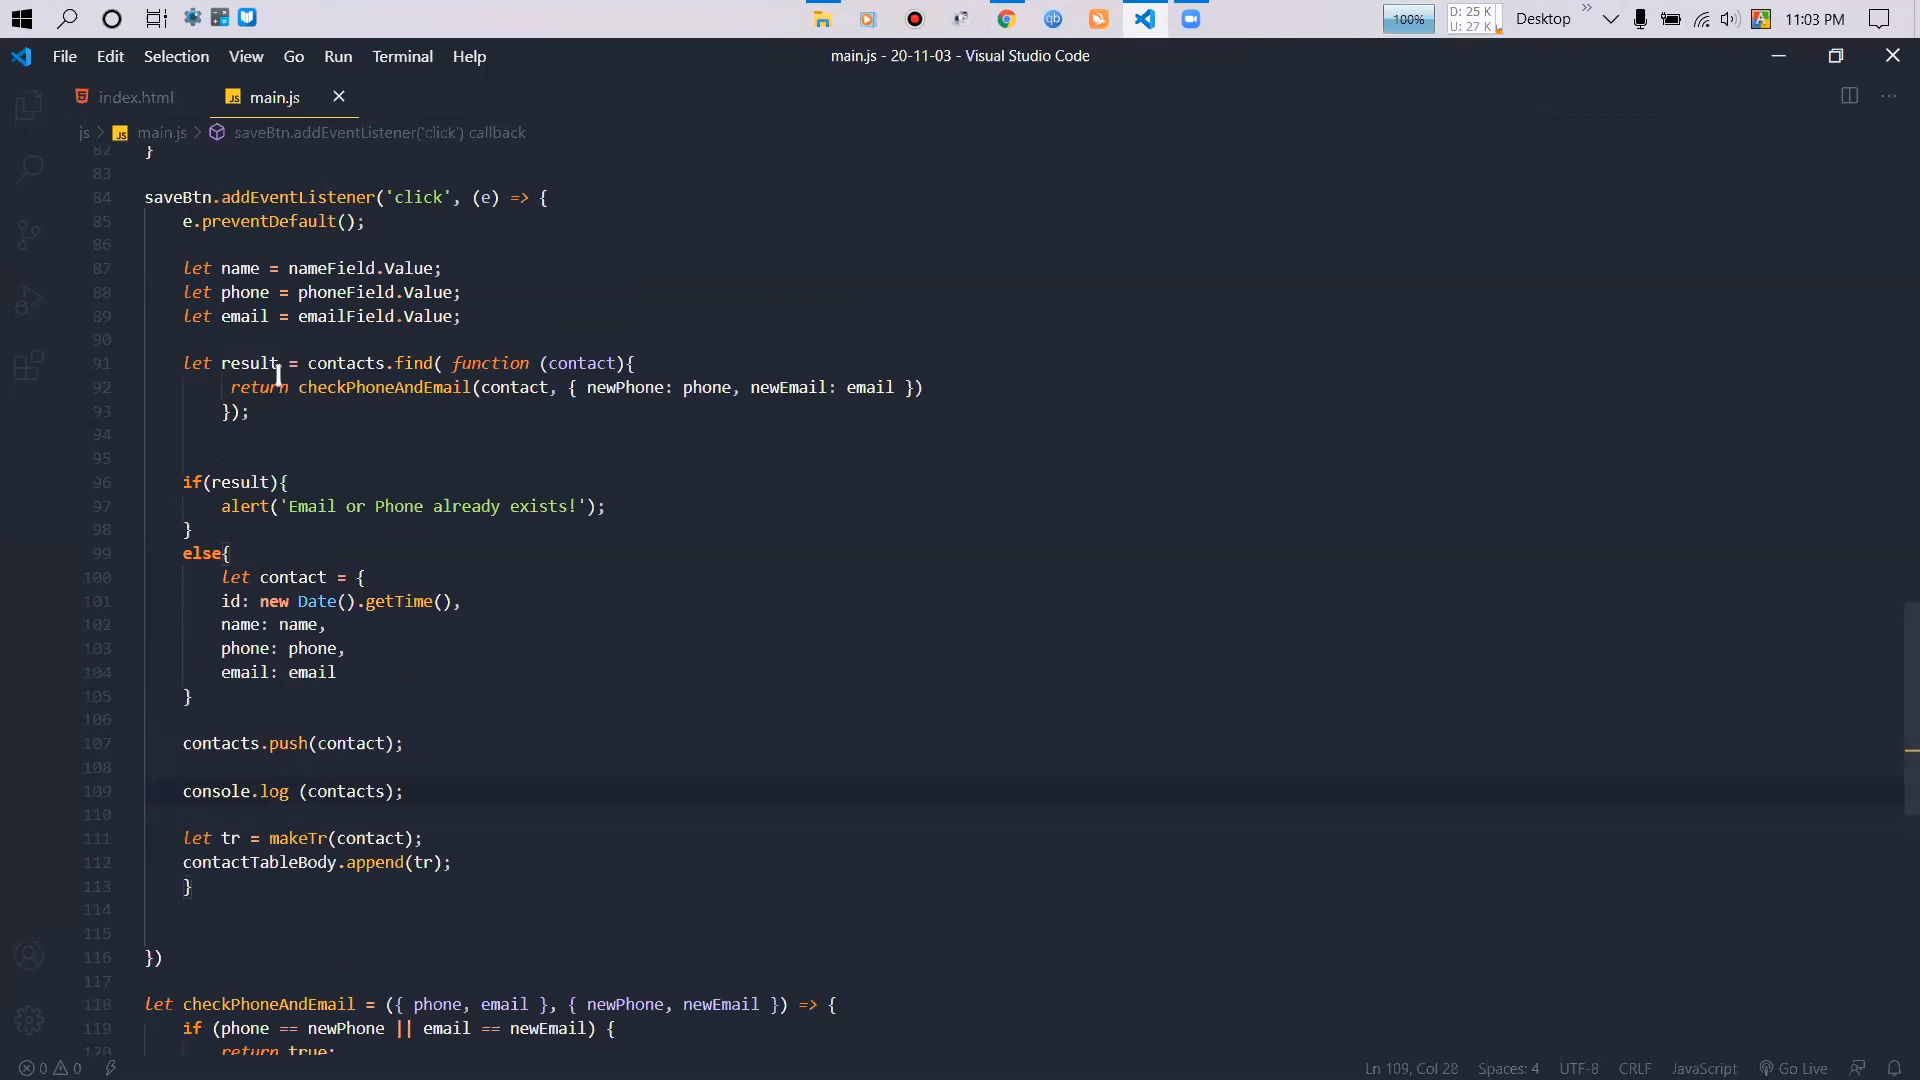 100%
D: 25 K
U: 27 K
Desktop
11:03 PM
File Edit Selection View Go Run Terminal Help
main.js - 20-11-03 - Visual Studio Code
index.html
JS main.js
js > JS main.js > saveBtn.addEventListener('click') callback
82 }
83
84 saveBtn.addEventListener('click', (e) => {
85 e.preventDefault();
86
87 let name = nameField.Value;
88 let phone = phoneField.Value;
89 let email = emailField.Value;
90
91 let result = contacts.find( function (contact){
92 return checkPhoneAndEmail(contact, { newPhone: phone, newEmail: email })
93 });
94
95
96 if(result){
97 alert('Email or Phone already exists!');
98 }
99 else{
100 let contact = {
101 id: new Date().getTime(),
102 name: name,
103 phone: phone,
104 email: email
105 }
106
107 contacts.push(contact);
108
109 console.log (contacts);
110
111 let tr = makeTr(contact);
112 contactTableBody.append(tr);
113 }
114
115
116 })
117
118 let checkPhoneAndEmail = ({ phone, email }, { newPhone, newEmail }) => {
119 if (phone == newPhone || email == newEmail) {
120 return true;
0 0
Ln 109, Col 28 Spaces: 4 UTF-8 CRLF JavaScript Go Live